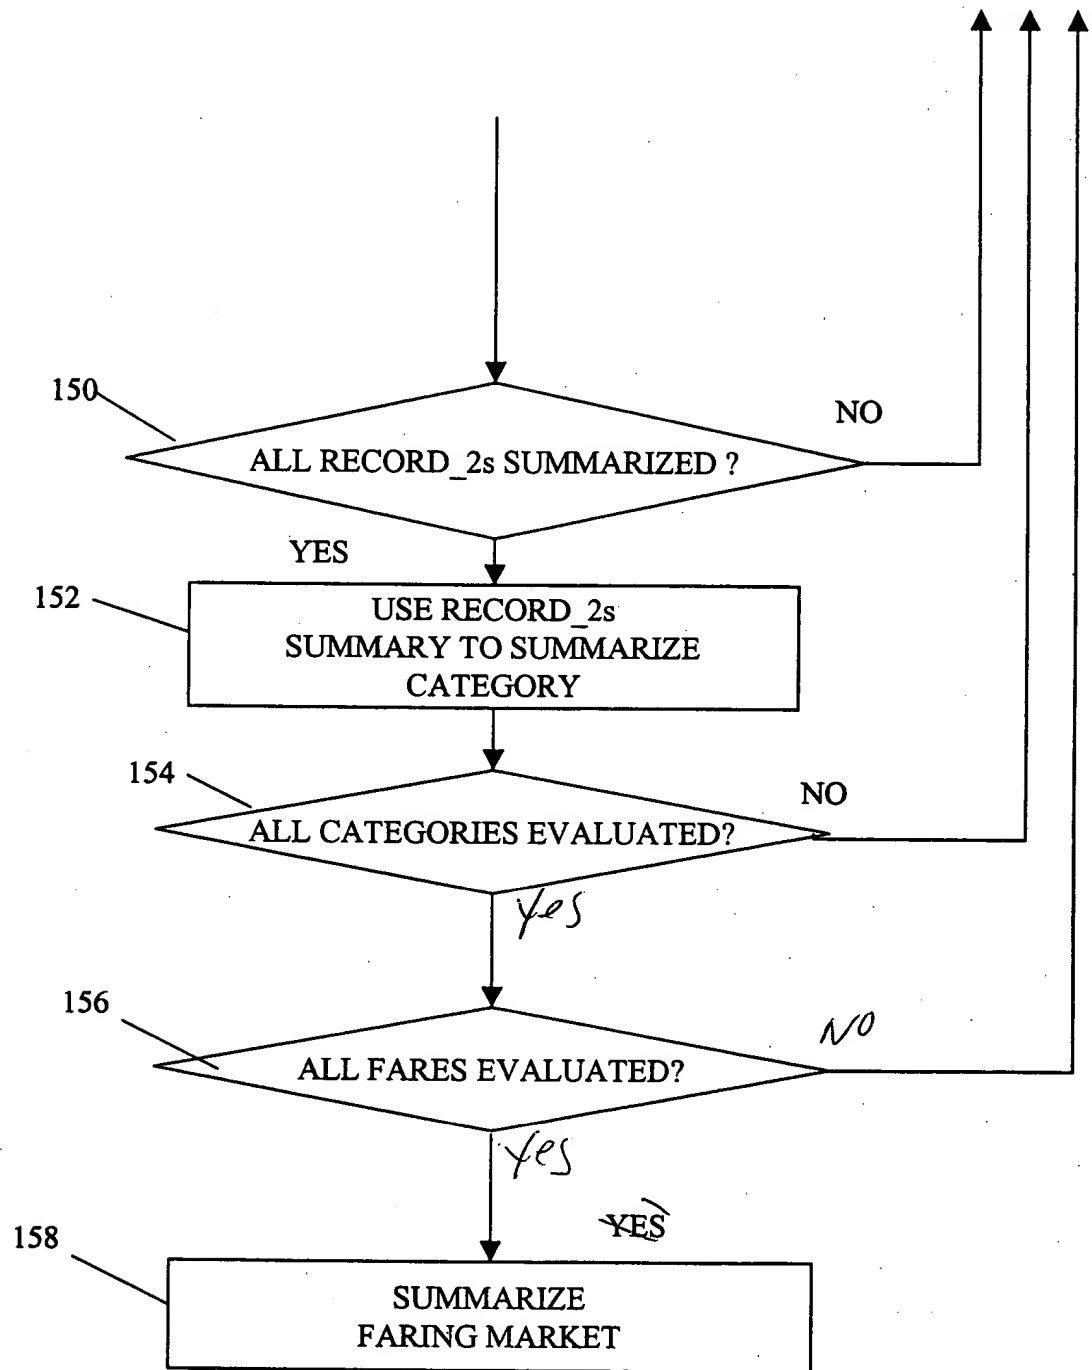 150
NO
ALL RECORD_2s SUMMARIZED ?
YES
152
USE RECORD_2s
SUMMARY TO SUMMARIZE
CATEGORY
154
NO
ALL CATEGORIES EVALUATED?
Yes
156
NO
ALL FARES EVALUATED?
Yes
YES
158
SUMMARIZE
FARING MARKET